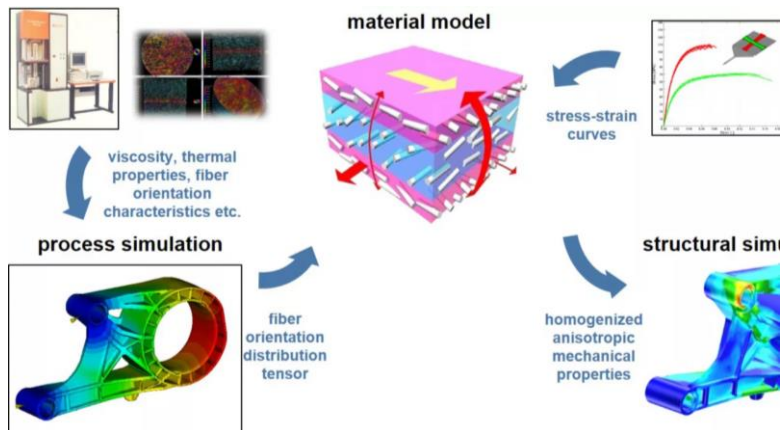 material model
stress-strain
curves
viscosity, thermal
properties, fiber
orientation
characteristics etc.
process simulation
structural simu
fiber
orientation
distribution
tensor
homogenized
anisotropic
mechanical
properties